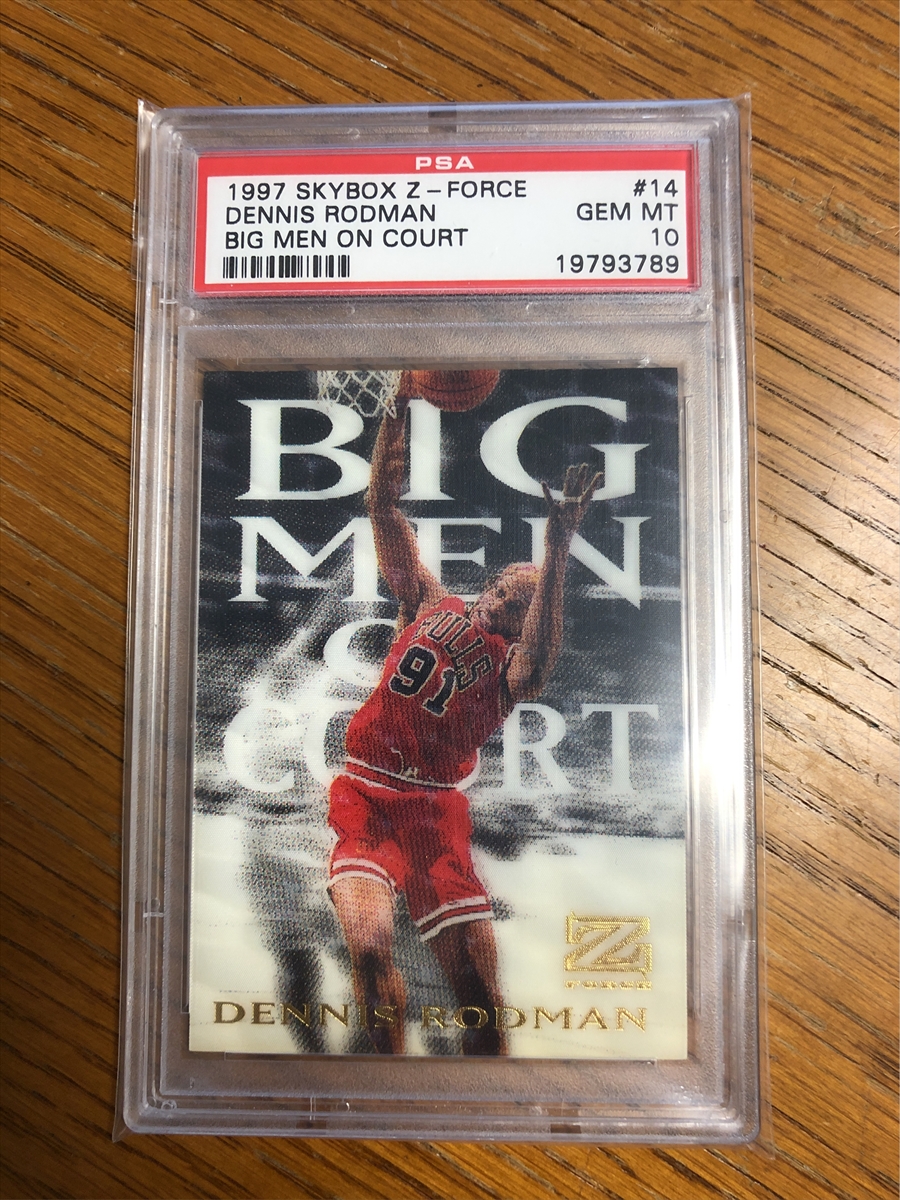 PSA
1997 SKYBOX Z-FORCE #14
DENNIS RODMAN GEM MT
BIG MEN ON COURT 10
19793789
BIG
MEN
O
COURT
BULLS
91
Z
FORCE
DENNIS RODMAN